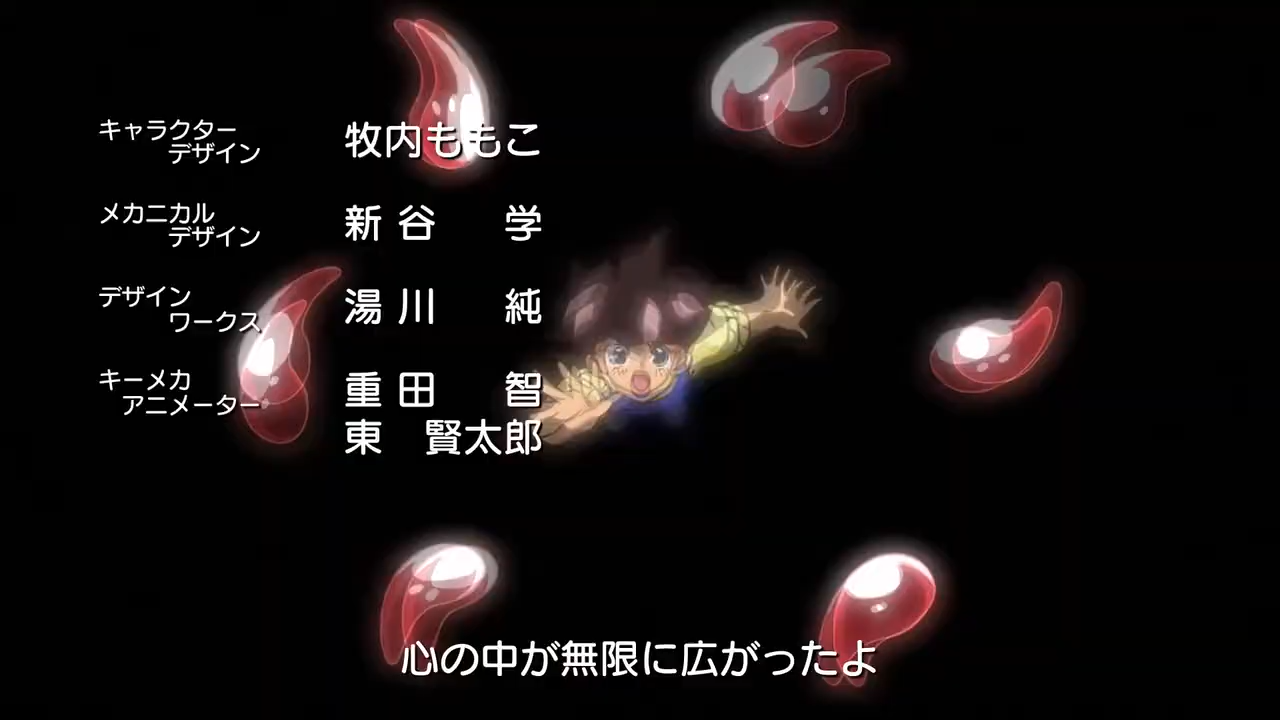 キャラクター
デザイン
牧内ももこ
メカニカル
デザイン
新谷 学
デザイン
ワークス
湯川 純
キーメカ
アニメーター
重田 智
東 賢太郎
心の中が無限に広がったよ